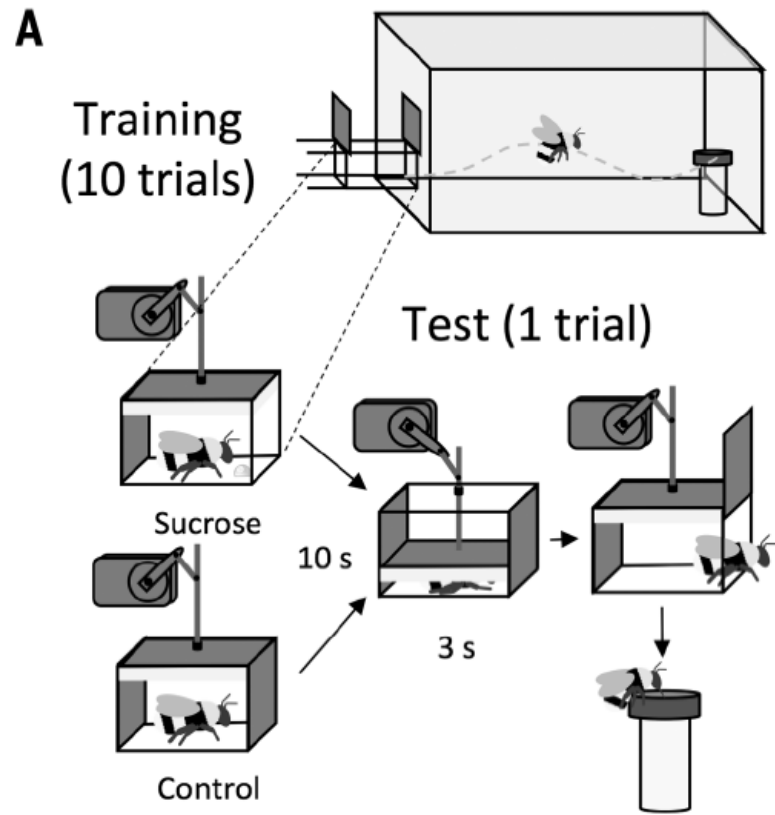 A
Training
(10 trials)
Test (1 trial)
Sucrose
10 s
3 s
Control